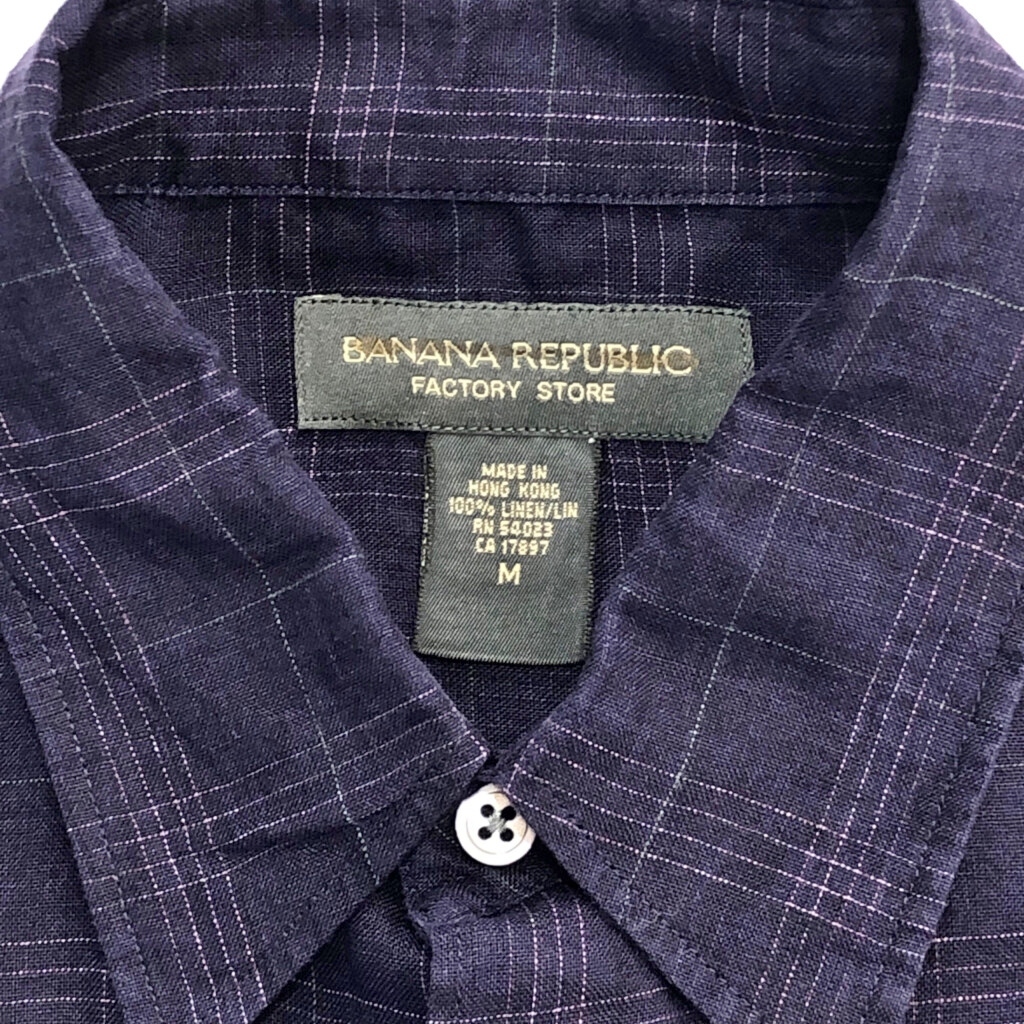 BANANA REPUBLIC
FACTORY STORE
MADE IN
HONG KONG
100% LINEN/LIN
RN 54023
CA 17897
M